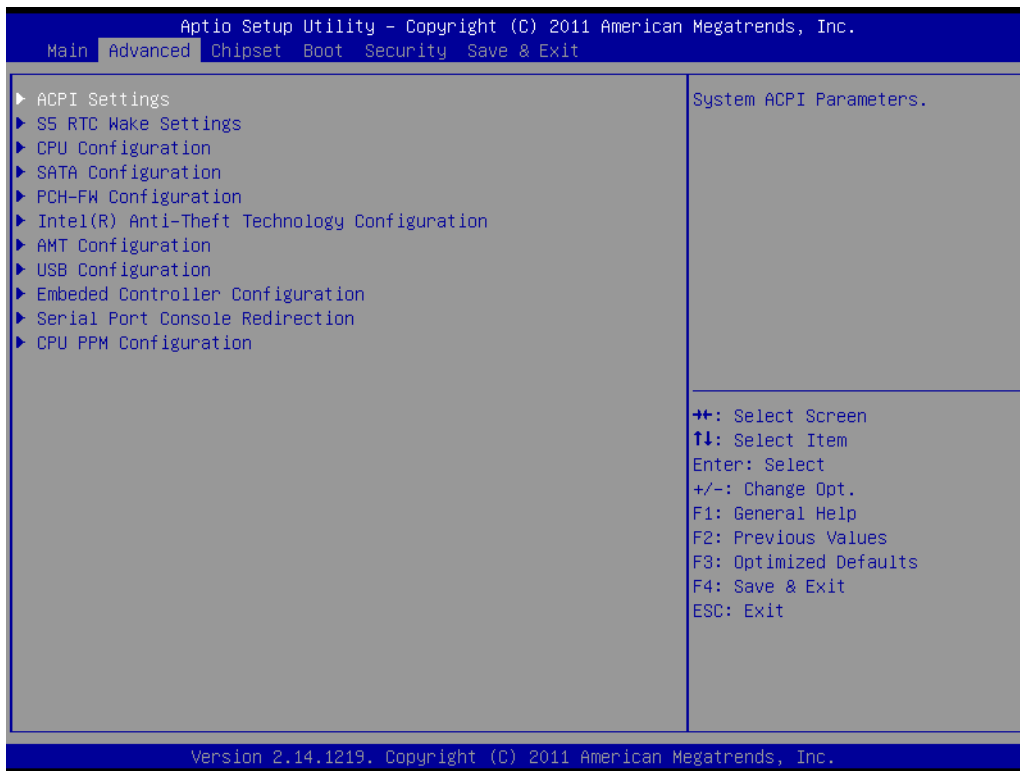 Aptio Setup Utility – Copyright (C) 2011 American Megatrends, Inc.
Main Advanced Chipset Boot Security Save & Exit
ACPI Settings
S5 RTC Wake Settings
CPU Configuration
SATA Configuration
PCH-FW Configuration
Intel(R) Anti-Theft Technology Configuration
AMT Configuration
USB Configuration
Embeded Controller Configuration
Serial Port Console Redirection
CPU PPM Configuration
System ACPI Parameters.
→←: Select Screen
↑↓: Select Item
Enter: Select
+/-: Change Opt.
F1: General Help
F2: Previous Values
F3: Optimized Defaults
F4: Save & Exit
ESC: Exit
Version 2.14.1219. Copyright (C) 2011 American Megatrends, Inc.